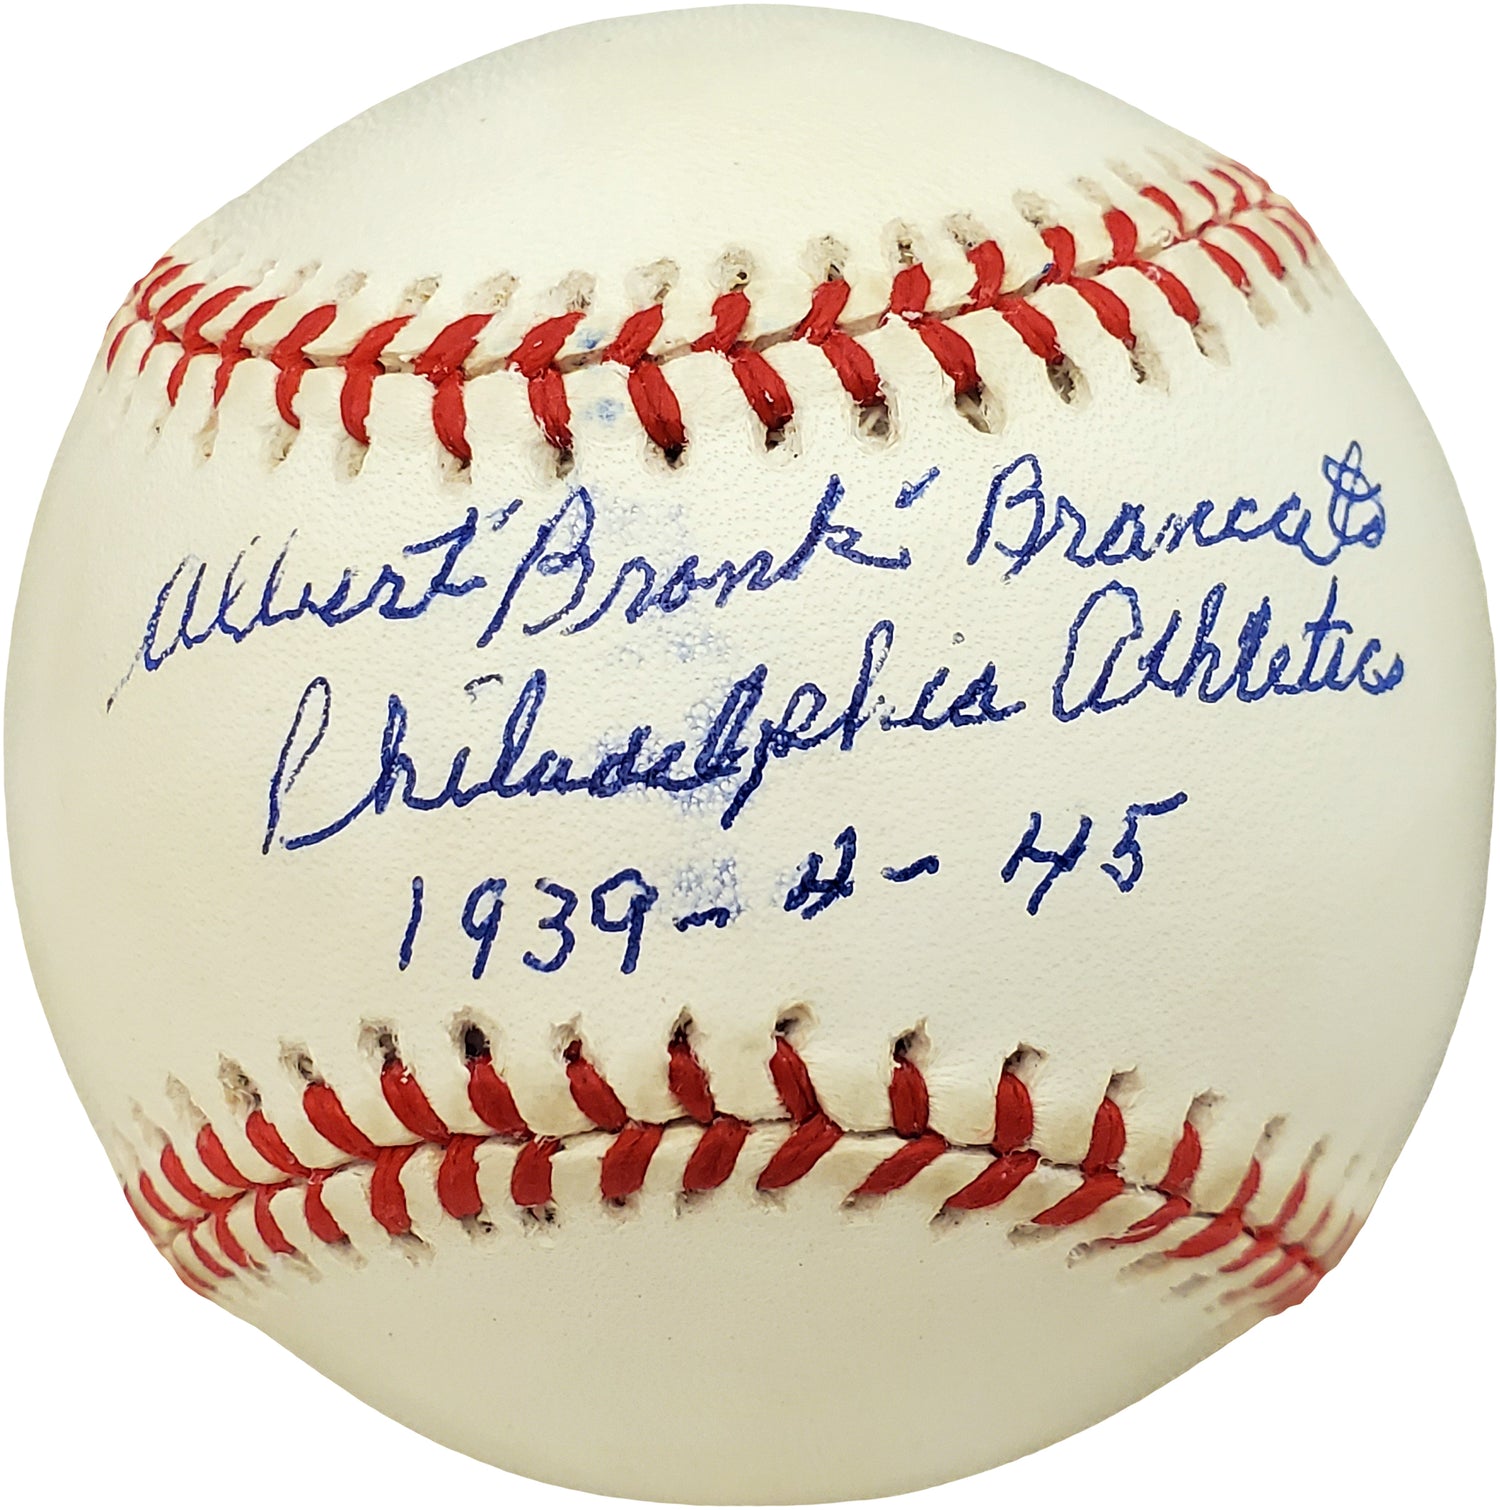 Albert "Bronk" Brancato
Philadelphia Athletics
1939 - 41 - 45